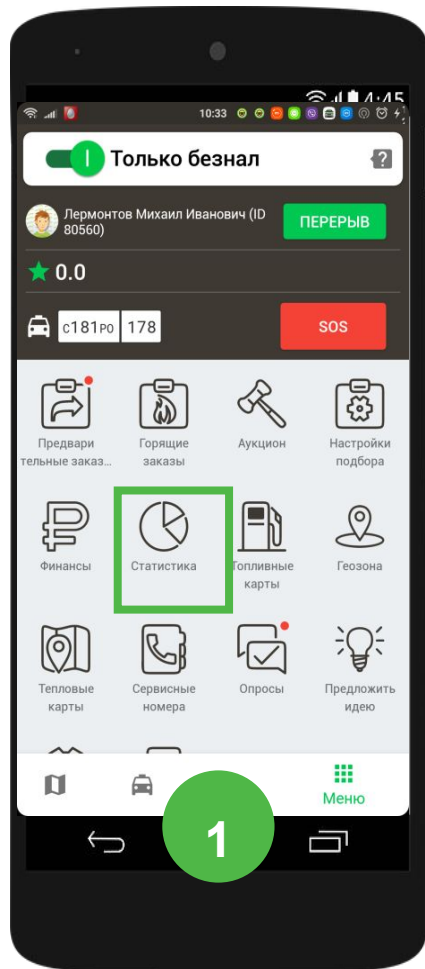 4:45
10:33
Только безнал
?
Лермонтов Михаил Иванович (ID
80560)
ПЕРЕРЫВ
0.0
с181РО 178
SOS
Предвари
тельные заказ...
Горящие
заказы
Аукцион
Настройки
подбора
Финансы
Статистика
Топливные
карты
Геозона
Тепловые
карты
Сервисные
номера
Опросы
Предложить
идею
Меню
1